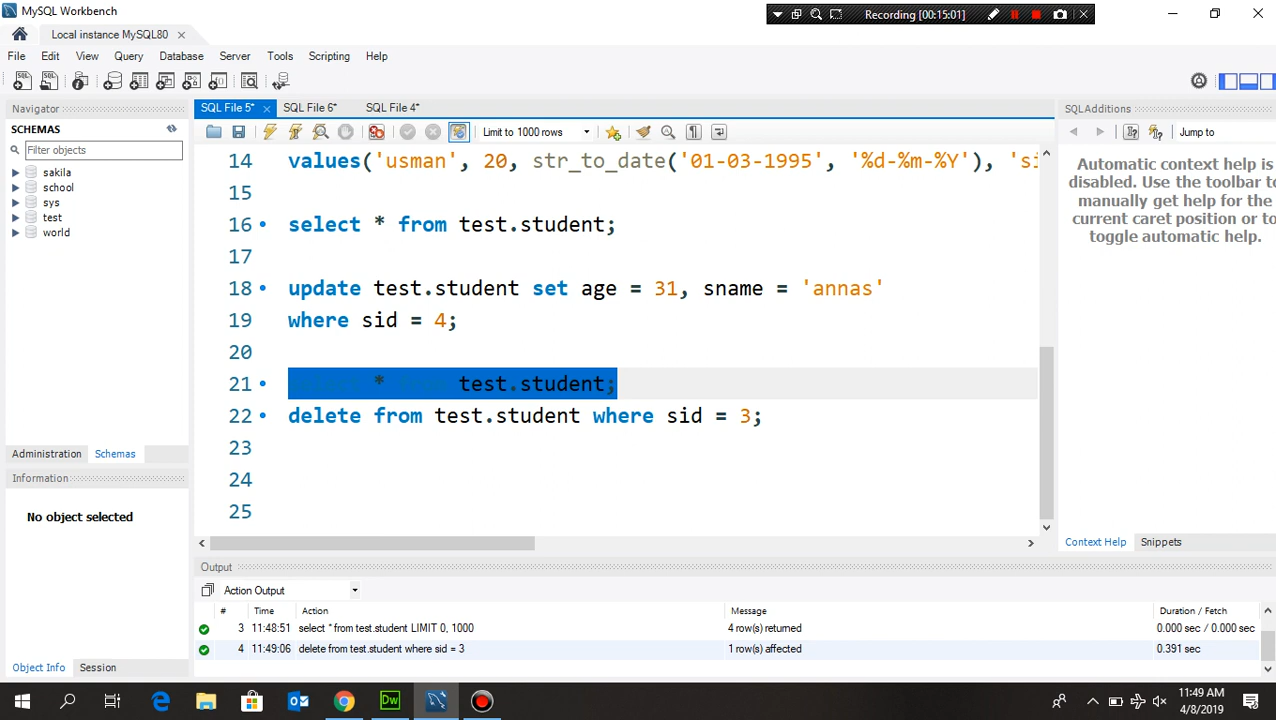 MySQL Workbench
Recording [00:15:01]
Local instance MySQL80
File Edit View Query Database Server Tools Scripting Help
Navigator
SCHEMAS
Filter objects
sakila
school
sys
test
world
Administration Schemas
Information
No object selected
Object Info Session
SQL File 5* SQL File 6* SQL File 4*
Limit to 1000 rows
14 values('usman', 20, str_to_date('01-03-1995', '%d-%m-%Y'), 'si
15
16 select * from test.student;
17
18 update test.student set age = 31, sname = 'annas'
19 where sid = 4;
20
21 select * from test.student;
22 delete from test.student where sid = 3;
23
24
25
SQLAdditions
Jump to
Automatic context help is
disabled. Use the toolbar to
manually get help for the
current caret position or to
toggle automatic help.
Context Help Snippets
Output
Action Output
# Time Action Message Duration / Fetch
3 11:48:51 select * from test.student LIMIT 0, 1000 4 row(s) returned 0.000 sec / 0.000 sec
4 11:49:06 delete from test.student where sid = 3 1 row(s) affected 0.391 sec
Dw
11:49 AM
4/8/2019